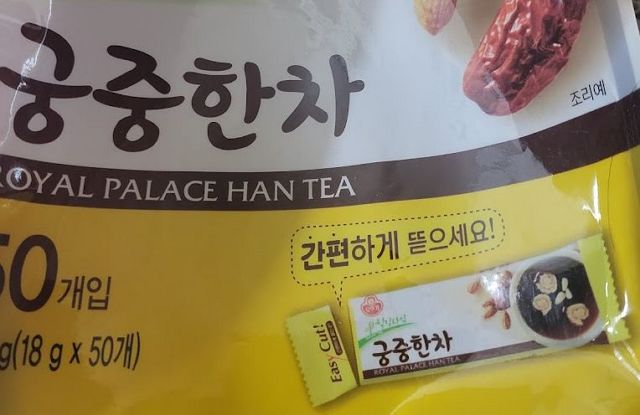 궁중한차
조리예
ROYAL PALACE HAN TEA
간편하게 뜯으세요!
50개입
g(18 g x 50개)
Easy Cut!
궁중한차
ROYAL PALACE HAN TEA